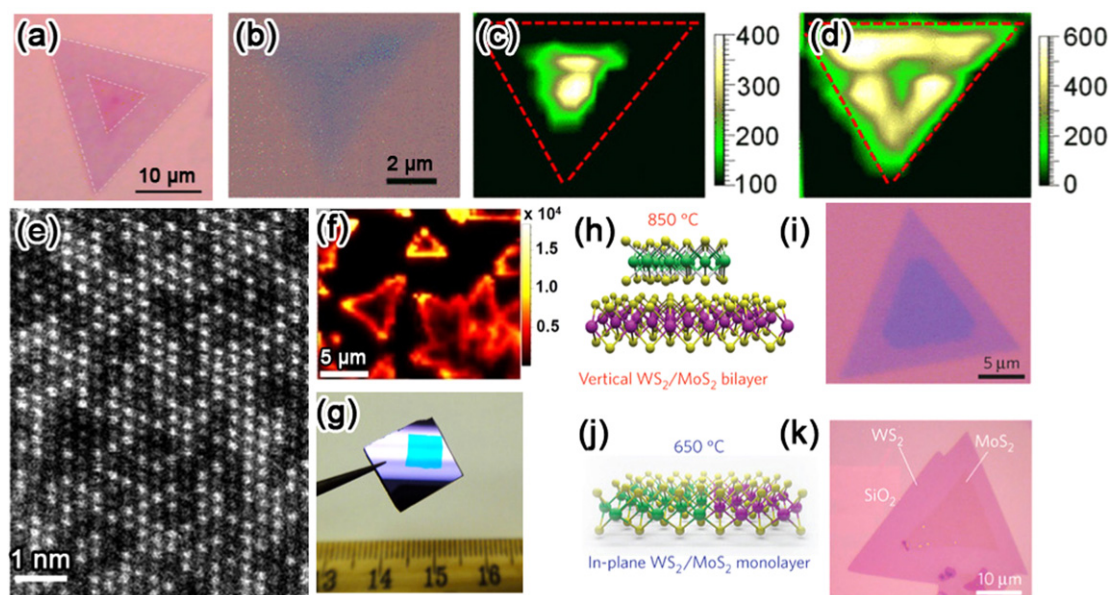 (a)
10 μm
(b)
2 μm
(c)
400
300
200
100
(d)
600
400
200
0
(e)
1 nm
(f)
x 10⁴
1.5
1.0
0.5
5 μm
(g)
13 14 15 16
(h)
850 ºC
Vertical WS₂/MoS₂ bilayer
(i)
5 μm
(j)
650 ºC
In-plane WS₂/MoS₂ monolayer
(k)
WS₂
MoS₂
SiO₂
10 μm